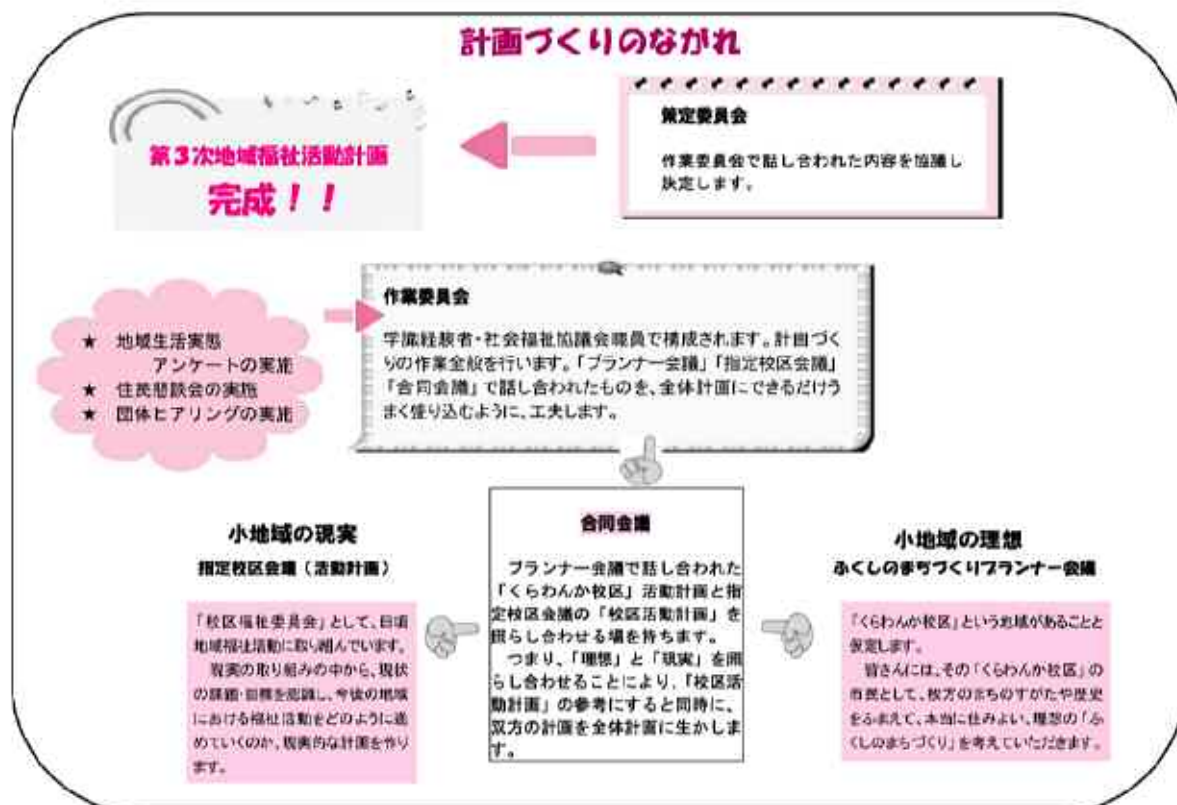 計画づくりのながれ
第3次地域福祉活動計画
完成!!
策定委員会
作業委員会で話し合われた内容を協議し
決定します。
★ 地域生活実態
アンケートの実施
★ 住民懇談会の実施
★ 団体ヒアリングの実施
作業委員会
学識経験者・社会福祉協議会職員で構成されます。計画づく
りの作業全般を行います。「プランナー会議」「指定校区会議」
「合同会議」で話し合われたものを、全体計画にできるだけう
まく盛り込むように、工夫します。
小地域の現実
指定校区会議(活動計画)
「校区福祉委員会」として、日頃
地域福祉活動に取り組んでいます。
現実の取り組みの中から、現状
の課題・目標を認識し、今後の地域
における福祉活動をどのように進
めていくのか、現実的な計画を作り
ます。
合同会議
プランナー会議で話し合われた
「くらわんか校区」活動計画と指
定校区会議の「校区活動計画」を
照らし合わせる場を持ちます。
つまり、「理想」と「現実」を照
らし合わせることにより、「校区活
動計画」の参考にすると同時に、
双方の計画を全体計画に生かしま
す。
小地域の理想
ふくしのまちづくりプランナー会議
「くらわんか校区」という地域があることと
仮定します。
皆さんには、その「くらわんか校区」の
市民として、枚方のまちのすがたや歴史
をふまえて、本当に住みよい、理想の「ふ
くしのまちづくり」を考えていただきます。